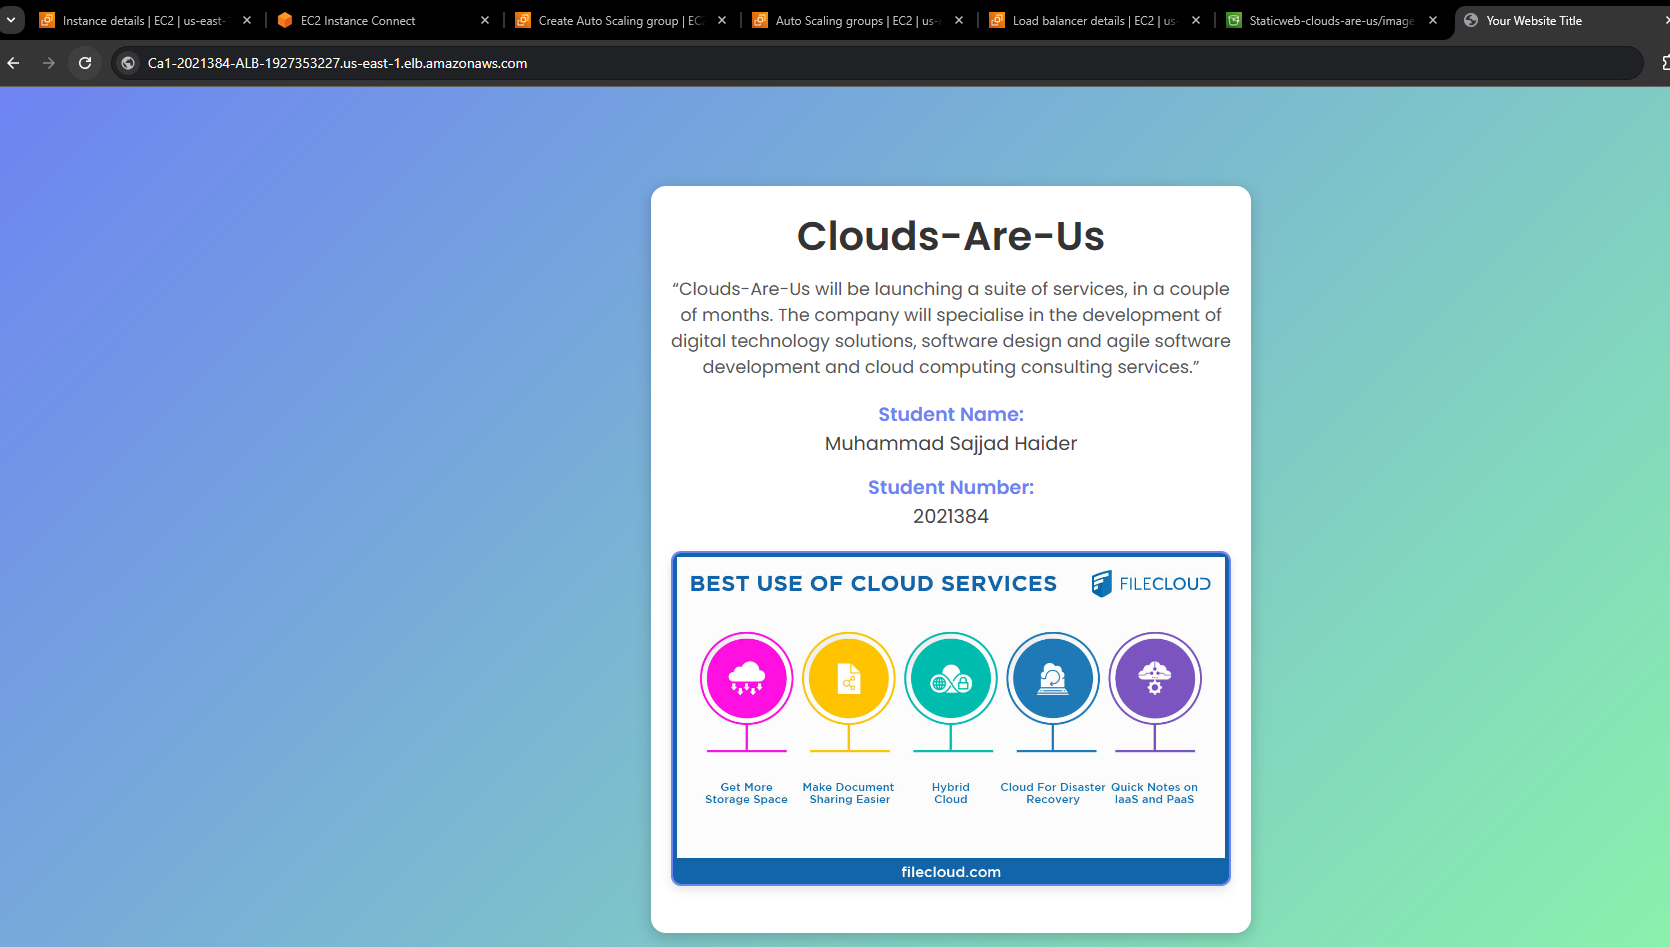 Instance details | EC2 | us-east-
EC2 Instance Connect
Create Auto Scaling group | EC
Auto Scaling groups | EC2 | us-
Load balancer details | EC2 | us
Staticweb-clouds-are-us/image
Your Website Title
Ca1-2021384-ALB-1927353227.us-east-1.elb.amazonaws.com
Clouds-Are-Us
“Clouds-Are-Us will be launching a suite of services, in a couple
of months. The company will specialise in the development of
digital technology solutions, software design and agile software
development and cloud computing consulting services.”
Student Name:
Muhammad Sajjad Haider
Student Number:
2021384
BEST USE OF CLOUD SERVICES
FILECLOUD
Get More
Storage Space
Make Document
Sharing Easier
Hybrid
Cloud
Cloud For Disaster
Recovery
Quick Notes on
IaaS and PaaS
filecloud.com